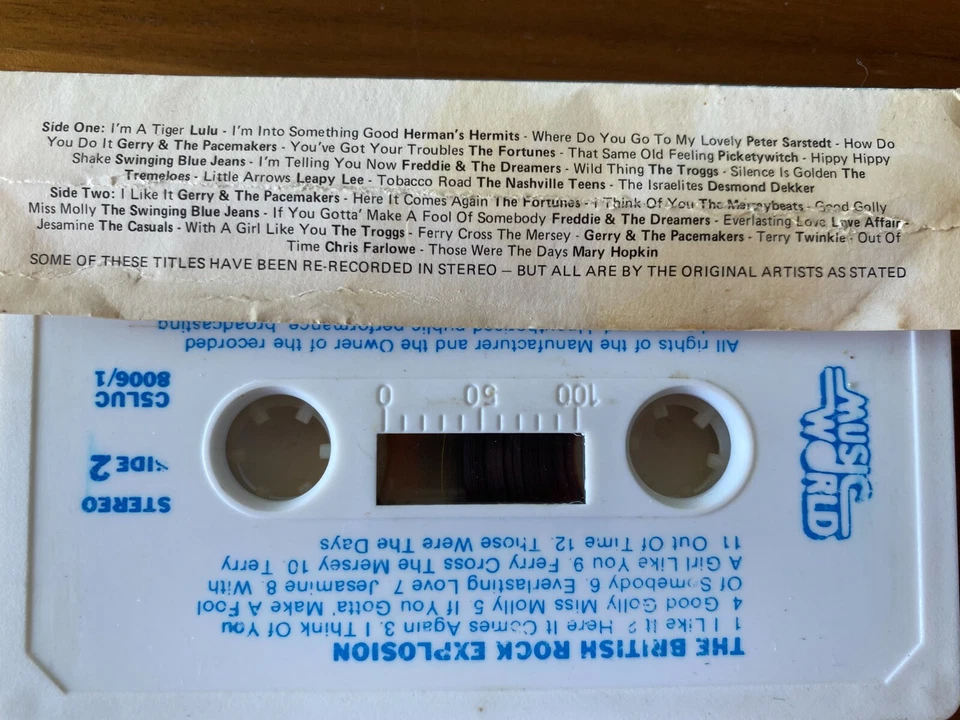 Side One: I'm A Tiger Lulu - I'm Into Something Good Herman's Hermits - Where Do You Go To My Lovely Peter Sarstedt - How Do
You Do It Gerry & The Pacemakers - You've Got Your Troubles The Fortunes - That Same Old Feeling Picketywitch - Hippy Hippy
Shake Swinging Blue Jeans - I'm Telling You Now Freddie & The Dreamers - Wild Thing The Troggs - Silence Is Golden The
Tremeloes - Little Arrows Leapy Lee - Tobacco Road The Nashville Teens - The Israelites Desmond Dekker
Side Two: I Like It Gerry & The Pacemakers - Here It Comes Again The Fortunes - I Think Of You The Merseybeats - Good Golly
Miss Molly The Swinging Blue Jeans - If You Gotta' Make A Fool Of Somebody Freddie & The Dreamers - Everlasting Love Love Affair -
Jesamine The Casuals - With A Girl Like You The Troggs - Ferry Cross The Mersey - Gerry & The Pacemakers - Terry Twinkle - Out Of
Time Chris Farlowe - Those Were The Days Mary Hopkin
SOME OF THESE TITLES HAVE BEEN RE-RECORDED IN STEREO — BUT ALL ARE BY THE ORIGINAL ARTISTS AS STATED
THE BRITISH ROCK EXPLOSION
1 I Like It 2 Here It Comes Again 3. I Think Of You
4 Good Golly Miss Molly 5. If You Gotta' Make A Fool
Of Somebody 6. Everlasting Love 7 Jesamine 8. With
A Girl Like You 9. Ferry Cross The Mersey 10. Terry
11 Out Of Time 12. Those Were The Days
MUSIC
WORLD
STEREO
SIDE 2
CSLUC
8006/1
100 50 0
All rights of the Manufacturer and the Owner of the recorded
Unauthorised public performance, broadcasting